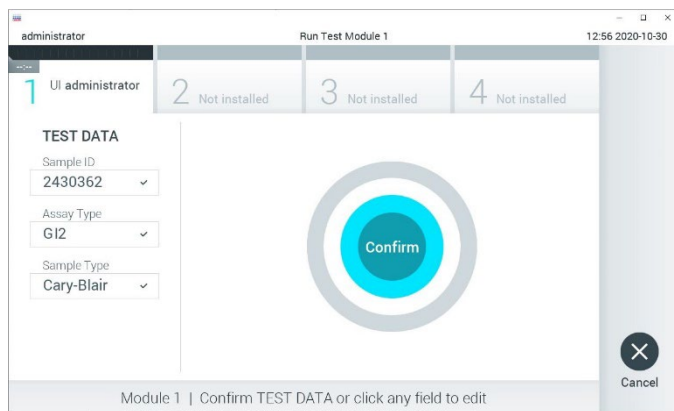 administrator
Run Test Module 1
12:56 2020-10-30
--:--
1 UI administrator
2 Not installed
3 Not installed
4 Not installed
TEST DATA
Sample ID
2430362
Assay Type
GI2
Sample Type
Cary-Blair
Confirm
Cancel
Module 1 | Confirm TEST DATA or click any field to edit